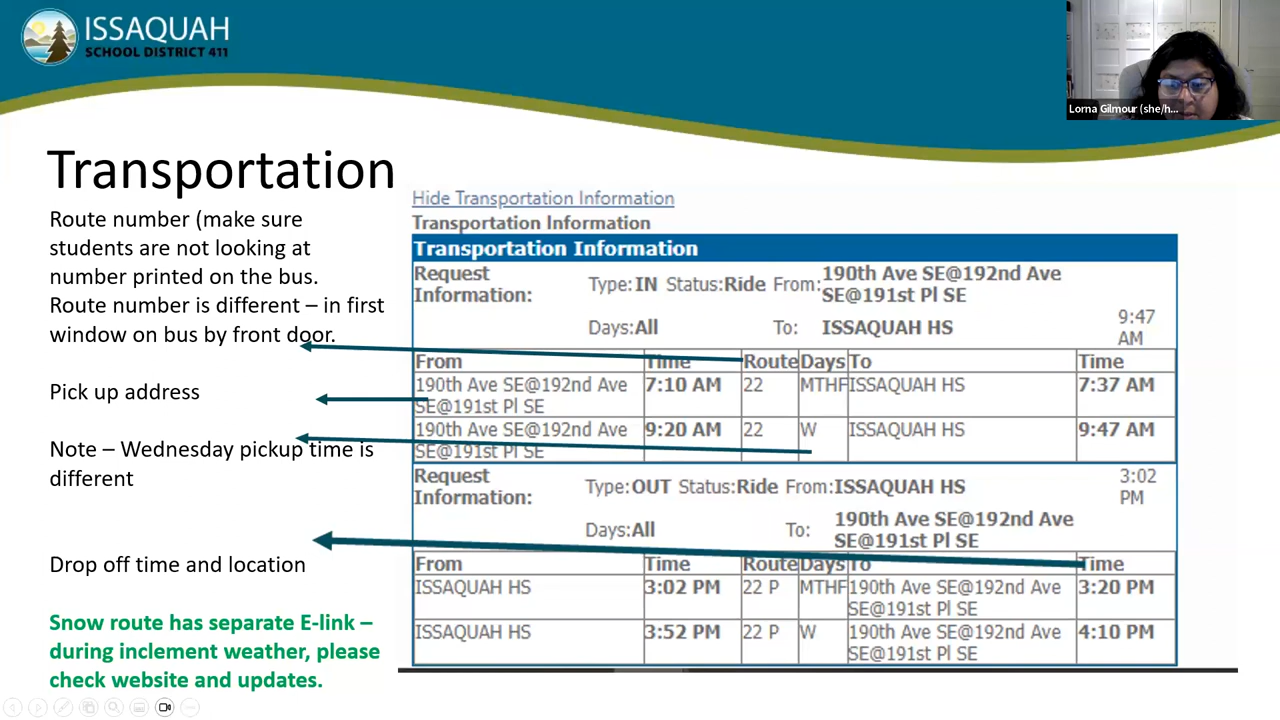 ISSAQUAH
SCHOOL DISTRICT 411
Lorna Gilmour (she/h...
Transportation
Route number (make sure
students are not looking at
number printed on the bus.
Route number is different – in first
window on bus by front door.
Pick up address
Note – Wednesday pickup time is
different
Drop off time and location
Snow route has separate E-link –
during inclement weather, please
check website and updates.
Hide Transportation Information
Transportation Information
Transportation Information
Request Information: Type:IN Status:Ride From: 190th Ave SE@192nd Ave SE@191st Pl SE
Days:All To: ISSAQUAH HS 9:47 AM
From Time Route Days To Time
190th Ave SE@192nd Ave SE@191st Pl SE 7:10 AM 22 MTHF ISSAQUAH HS 7:37 AM
190th Ave SE@192nd Ave SE@191st Pl SE 9:20 AM 22 W ISSAQUAH HS 9:47 AM
Request Information: Type:OUT Status:Ride From:ISSAQUAH HS 3:02 PM
Days:All To: 190th Ave SE@192nd Ave SE@191st Pl SE
From Time Route Days To Time
ISSAQUAH HS 3:02 PM 22 P MTHF 190th Ave SE@192nd Ave SE@191st Pl SE 3:20 PM
ISSAQUAH HS 3:52 PM 22 P W 190th Ave SE@192nd Ave SE@191st Pl SE 4:10 PM